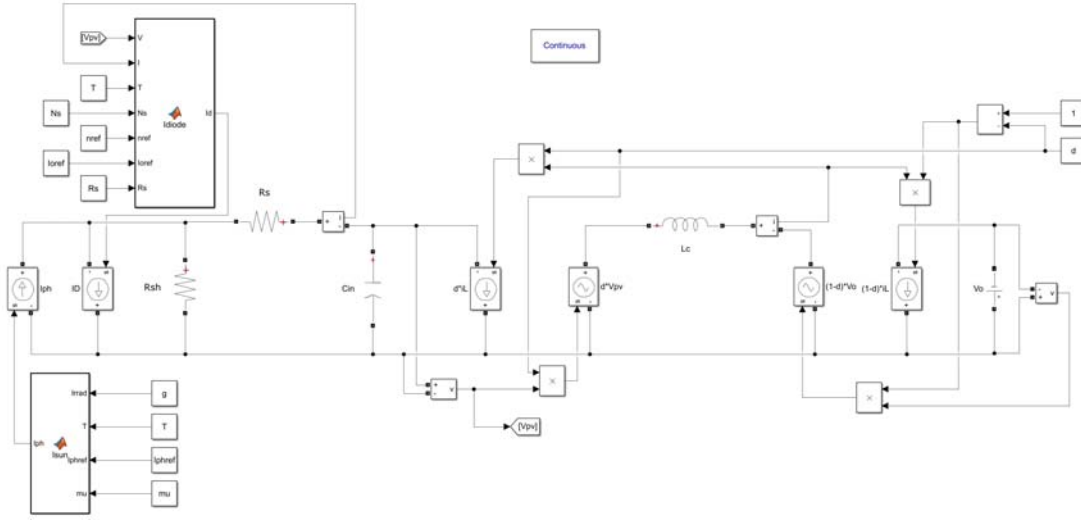 [Vpv]
V
I
T
T
Ns
Ns
Id
Idiode
nref
nref
Ioref
Ioref
Rs
Rs
Continuous
1
d
Rs
i
Iph
ID
Rsh
Cin
d*iL
d*Vpv
Lc
i
(1-d)*Vo
(1-d)*iL
Vo
v
v
[Vpv]
Irrad
g
T
T
Iph
Isun
Iphref
Iphref
mu
mu